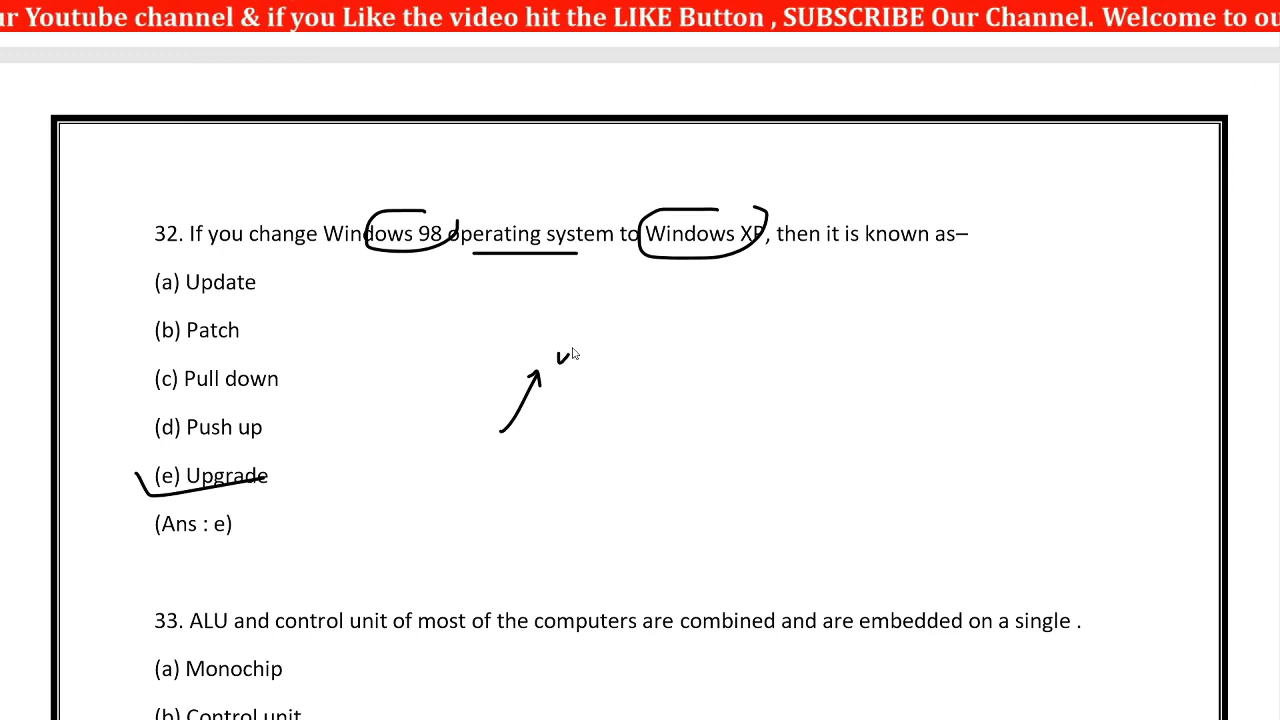 ur Youtube channel & if you Like the video hit the LIKE Button , SUBSCRIBE Our Channel. Welcome to ou
32. If you change Windows 98 operating system to Windows XP, then it is known as–
(a) Update
(b) Patch
(c) Pull down
(d) Push up
(e) Upgrade
(Ans : e)
33. ALU and control unit of most of the computers are combined and are embedded on a single .
(a) Monochip
(b) Control unit